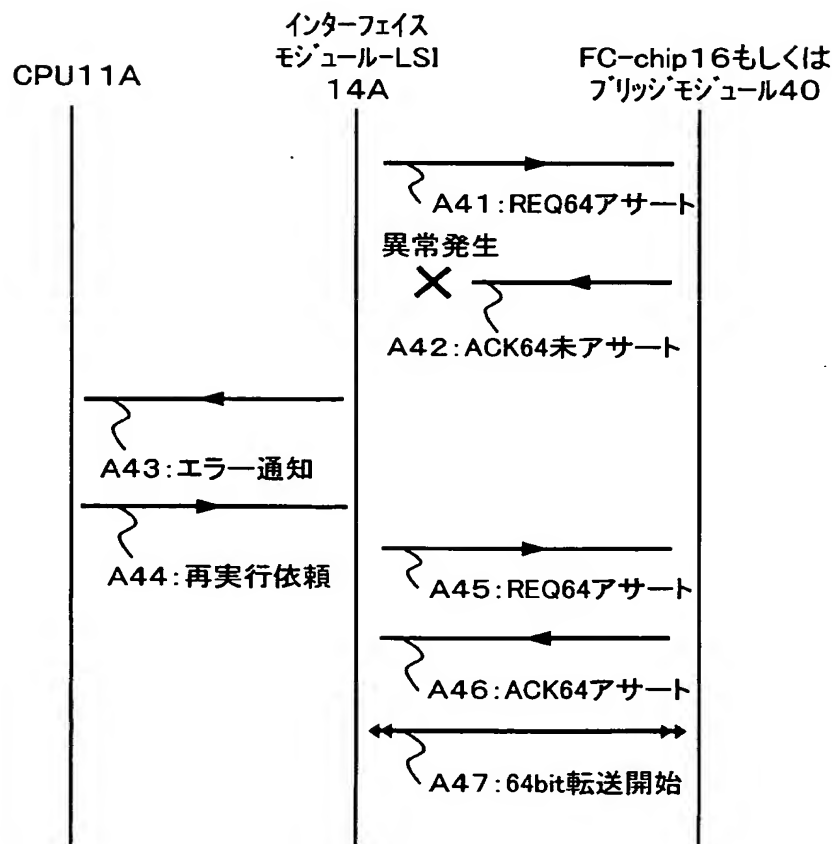 CPU11A
インターフェイス
モジュール-LSI
14A
FC-chip16もしくは
ブリッジモジュール40
A41:REQ64アサート
異常発生
A42:ACK64未アサート
A43:エラー通知
A44:再実行依頼
A45:REQ64アサート
A46:ACK64アサート
A47:64bit転送開始